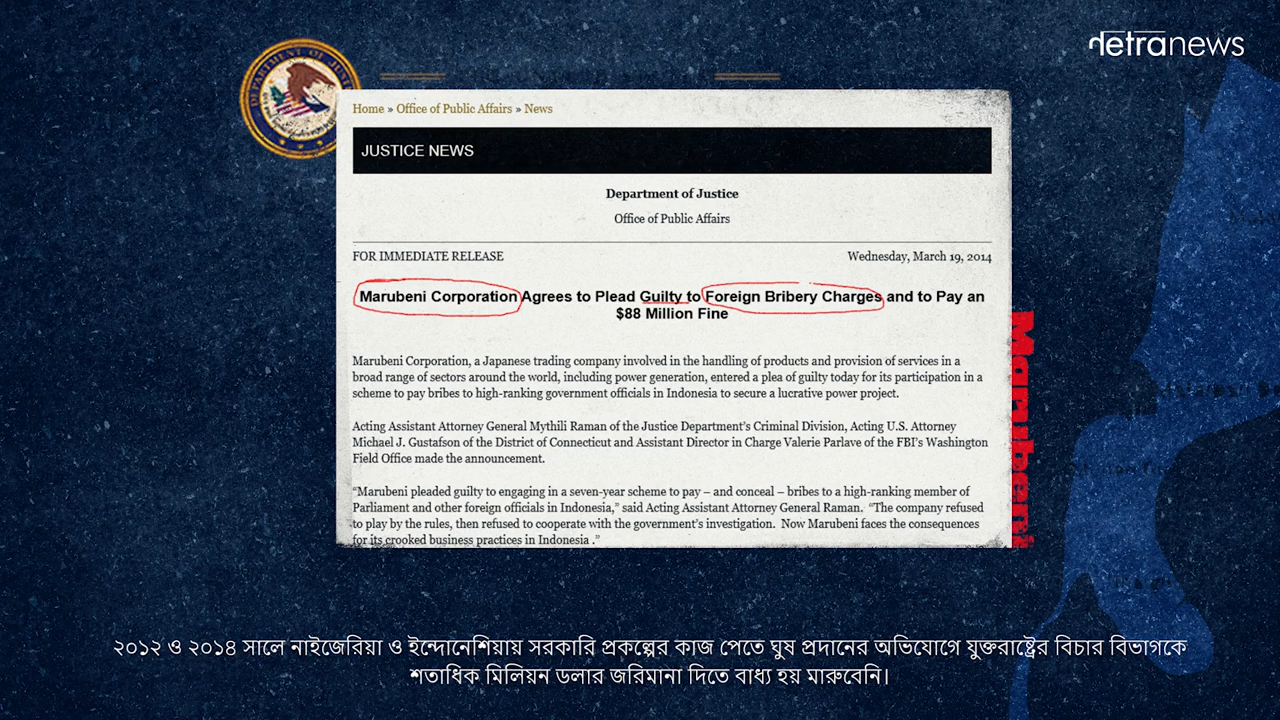 netranews
Home » Office of Public Affairs » News
JUSTICE NEWS
Department of Justice
Office of Public Affairs
FOR IMMEDIATE RELEASE Wednesday, March 19, 2014
Marubeni Corporation Agrees to Plead Guilty to Foreign Bribery Charges and to Pay an
$88 Million Fine
Marubeni Corporation, a Japanese trading company involved in the handling of products and provision of services in a
broad range of sectors around the world, including power generation, entered a plea of guilty today for its participation in a
scheme to pay bribes to high-ranking government officials in Indonesia to secure a lucrative power project.
Acting Assistant Attorney General Mythili Raman of the Justice Department’s Criminal Division, Acting U.S. Attorney
Michael J. Gustafson of the District of Connecticut and Assistant Director in Charge Valerie Parlave of the FBI’s Washington
Field Office made the announcement.
“Marubeni pleaded guilty to engaging in a seven-year scheme to pay – and conceal – bribes to a high-ranking member of
Parliament and other foreign officials in Indonesia,” said Acting Assistant Attorney General Raman.  “The company refused
to play by the rules, then refused to cooperate with the government’s investigation.  Now Marubeni faces the consequences
for its crooked business practices in Indonesia .”
Marubeni
২০১২ ও ২০১৪ সালে নাইজেরিয়া ও ইন্দোনেশিয়ায় সরকারি প্রকল্পের কাজ পেতে ঘুষ প্রদানের অভিযোগে যুক্তরাষ্ট্রের বিচার বিভাগকে
শতাধিক মিলিয়ন ডলার জরিমানা দিতে বাধ্য হয় মারুবেনি।